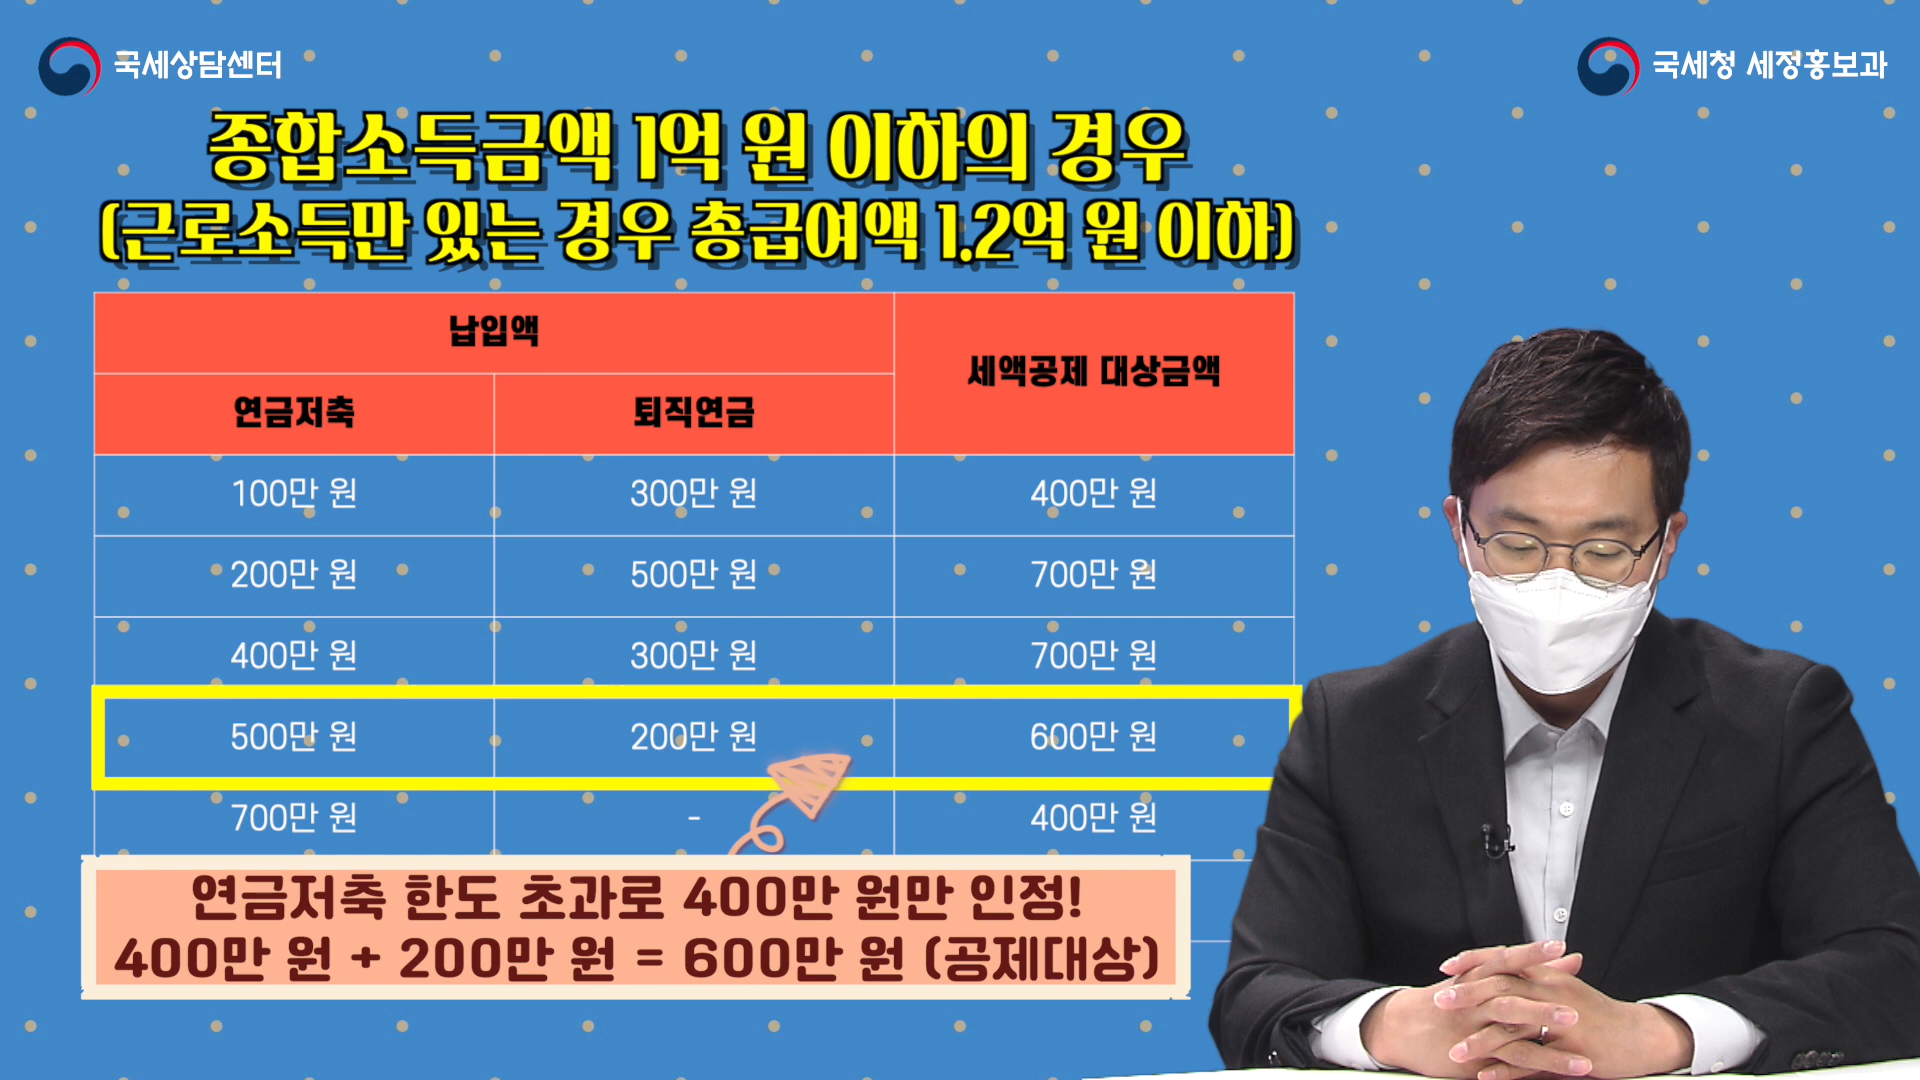 국세상담센터
국세청 세정홍보과
종합소득금액 1억 원 이하의 경우
(근로소득만 있는 경우 총급여액 1.2억 원 이하)
납입액
세액공제 대상금액
연금저축 퇴직연금
100만 원 300만 원 400만 원
200만 원 500만 원 700만 원
400만 원 300만 원 700만 원
500만 원 200만 원 600만 원
700만 원 - 400만 원
연금저축 한도 초과로 400만 원만 인정!
400만 원 + 200만 원 = 600만 원 (공제대상)